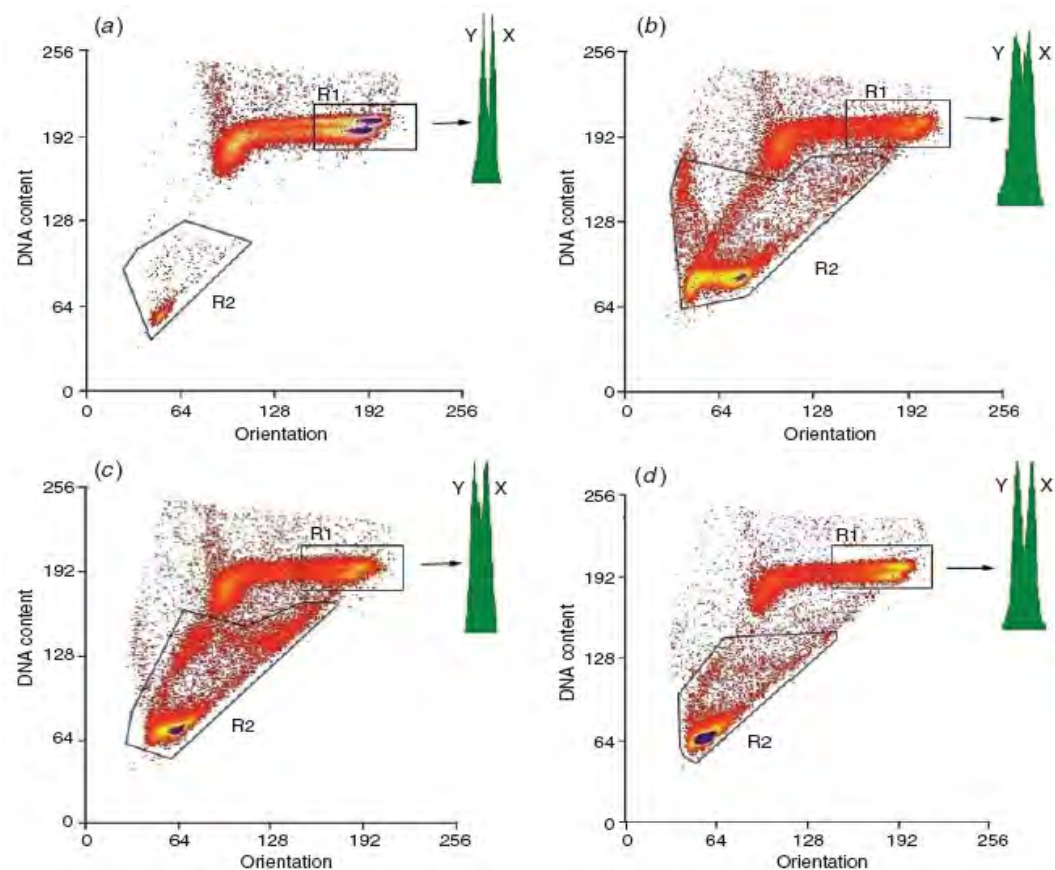 (a)
Y X
256
192
128
64
0
DNA content
R1
R2
0 64 128 192 256
Orientation
(b)
Y X
256
192
128
64
0
DNA content
R1
R2
0 64 128 192 256
Orientation
(c)
Y X
256
192
128
64
0
DNA content
R1
R2
0 64 128 192 256
Orientation
(d)
Y X
256
192
128
64
0
DNA content
R1
R2
0 64 128 192 256
Orientation